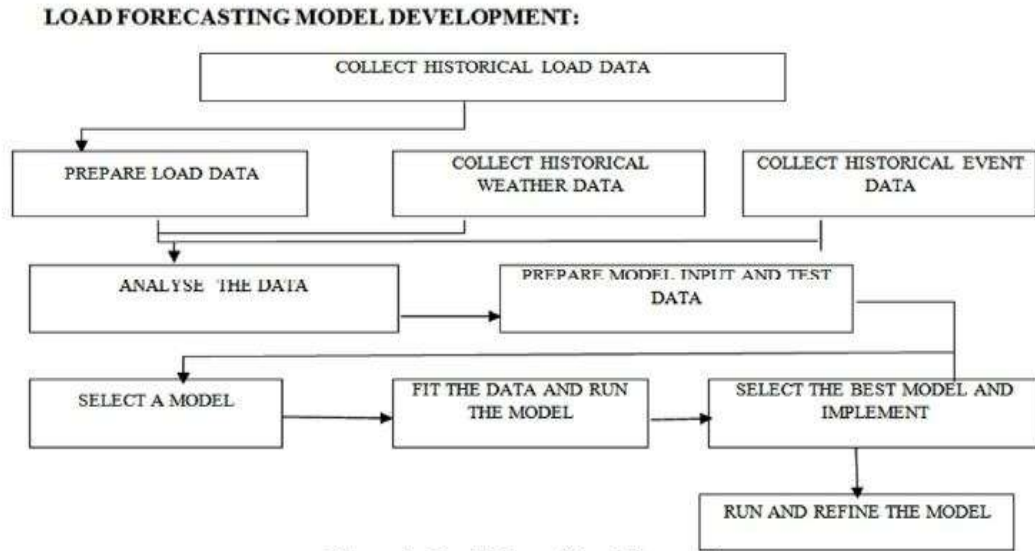 LOAD FORECASTING MODEL DEVELOPMENT:
COLLECT HISTORICAL LOAD DATA
PREPARE LOAD DATA
COLLECT HISTORICAL
WEATHER DATA
COLLECT HISTORICAL EVENT
DATA
ANALYSE THE DATA
PREPARE MODEL INPUT AND TEST
DATA
SELECT A MODEL
FIT THE DATA AND RUN
THE MODEL
SELECT THE BEST MODEL AND
IMPLEMENT
RUN AND REFINE THE MODEL